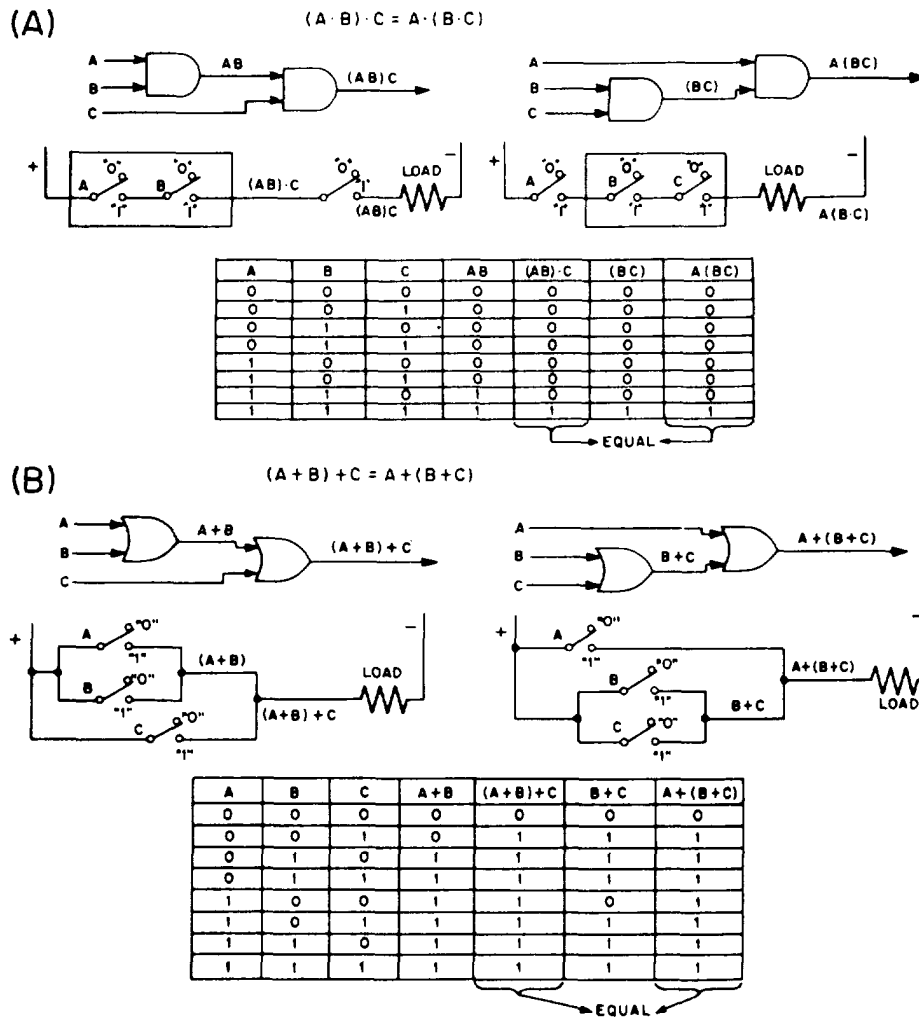 (A)
(A·B)·C = A·(B·C)
A
B
C
AB
(AB)C
A
B
C
(BC)
A(BC)
+
A
"0"
"1"
B
"0"
"1"
(AB)·C
"0"
"1"
(AB)C
LOAD
−
+
A
"0"
"1"
B
"0"
"1"
C
"0"
"1"
LOAD
−
A(B·C)
A B C AB (AB)·C (BC) A(BC)
0 0 0 0 0 0 0
0 0 1 0 0 0 0
0 1 0 0 0 0 0
0 1 1 0 0 0 0
1 0 0 0 0 0 0
1 0 1 0 0 0 0
1 1 0 1 0 0 0
1 1 1 1 1 1 1
EQUAL
(B)
(A+B)+C = A+(B+C)
A
B
C
A+B
(A+B)+C
A
B
C
B+C
A+(B+C)
+
A
"0"
"1"
B
"0"
"1"
C
"0"
"1"
(A+B)
(A+B)+C
LOAD
−
+
A
"0"
"1"
B
"0"
"1"
C
"0"
"1"
B+C
A+(B+C)
LOAD
−
A B C A+B (A+B)+C B+C A+(B+C)
0 0 0 0 0 0 0
0 0 1 0 1 1 1
0 1 0 1 1 1 1
0 1 1 1 1 1 1
1 0 0 1 1 0 1
1 0 1 1 1 1 1
1 1 0 1 1 1 1
1 1 1 1 1 1 1
EQUAL